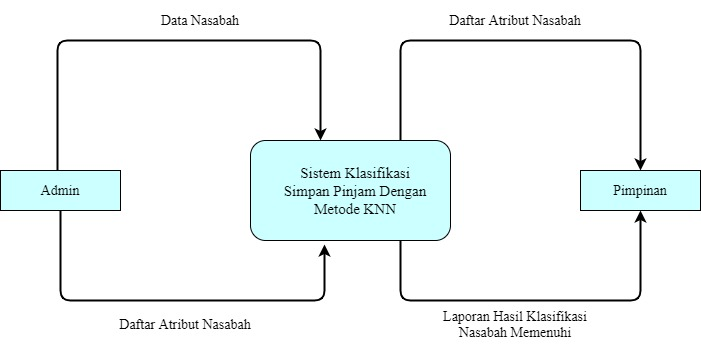 Data Nasabah
Daftar Atribut Nasabah
Sistem Klasifikasi
Simpan Pinjam Dengan
Metode KNN
Admin
Pimpinan
Daftar Atribut Nasabah
Laporan Hasil Klasifikasi
Nasabah Memenuhi